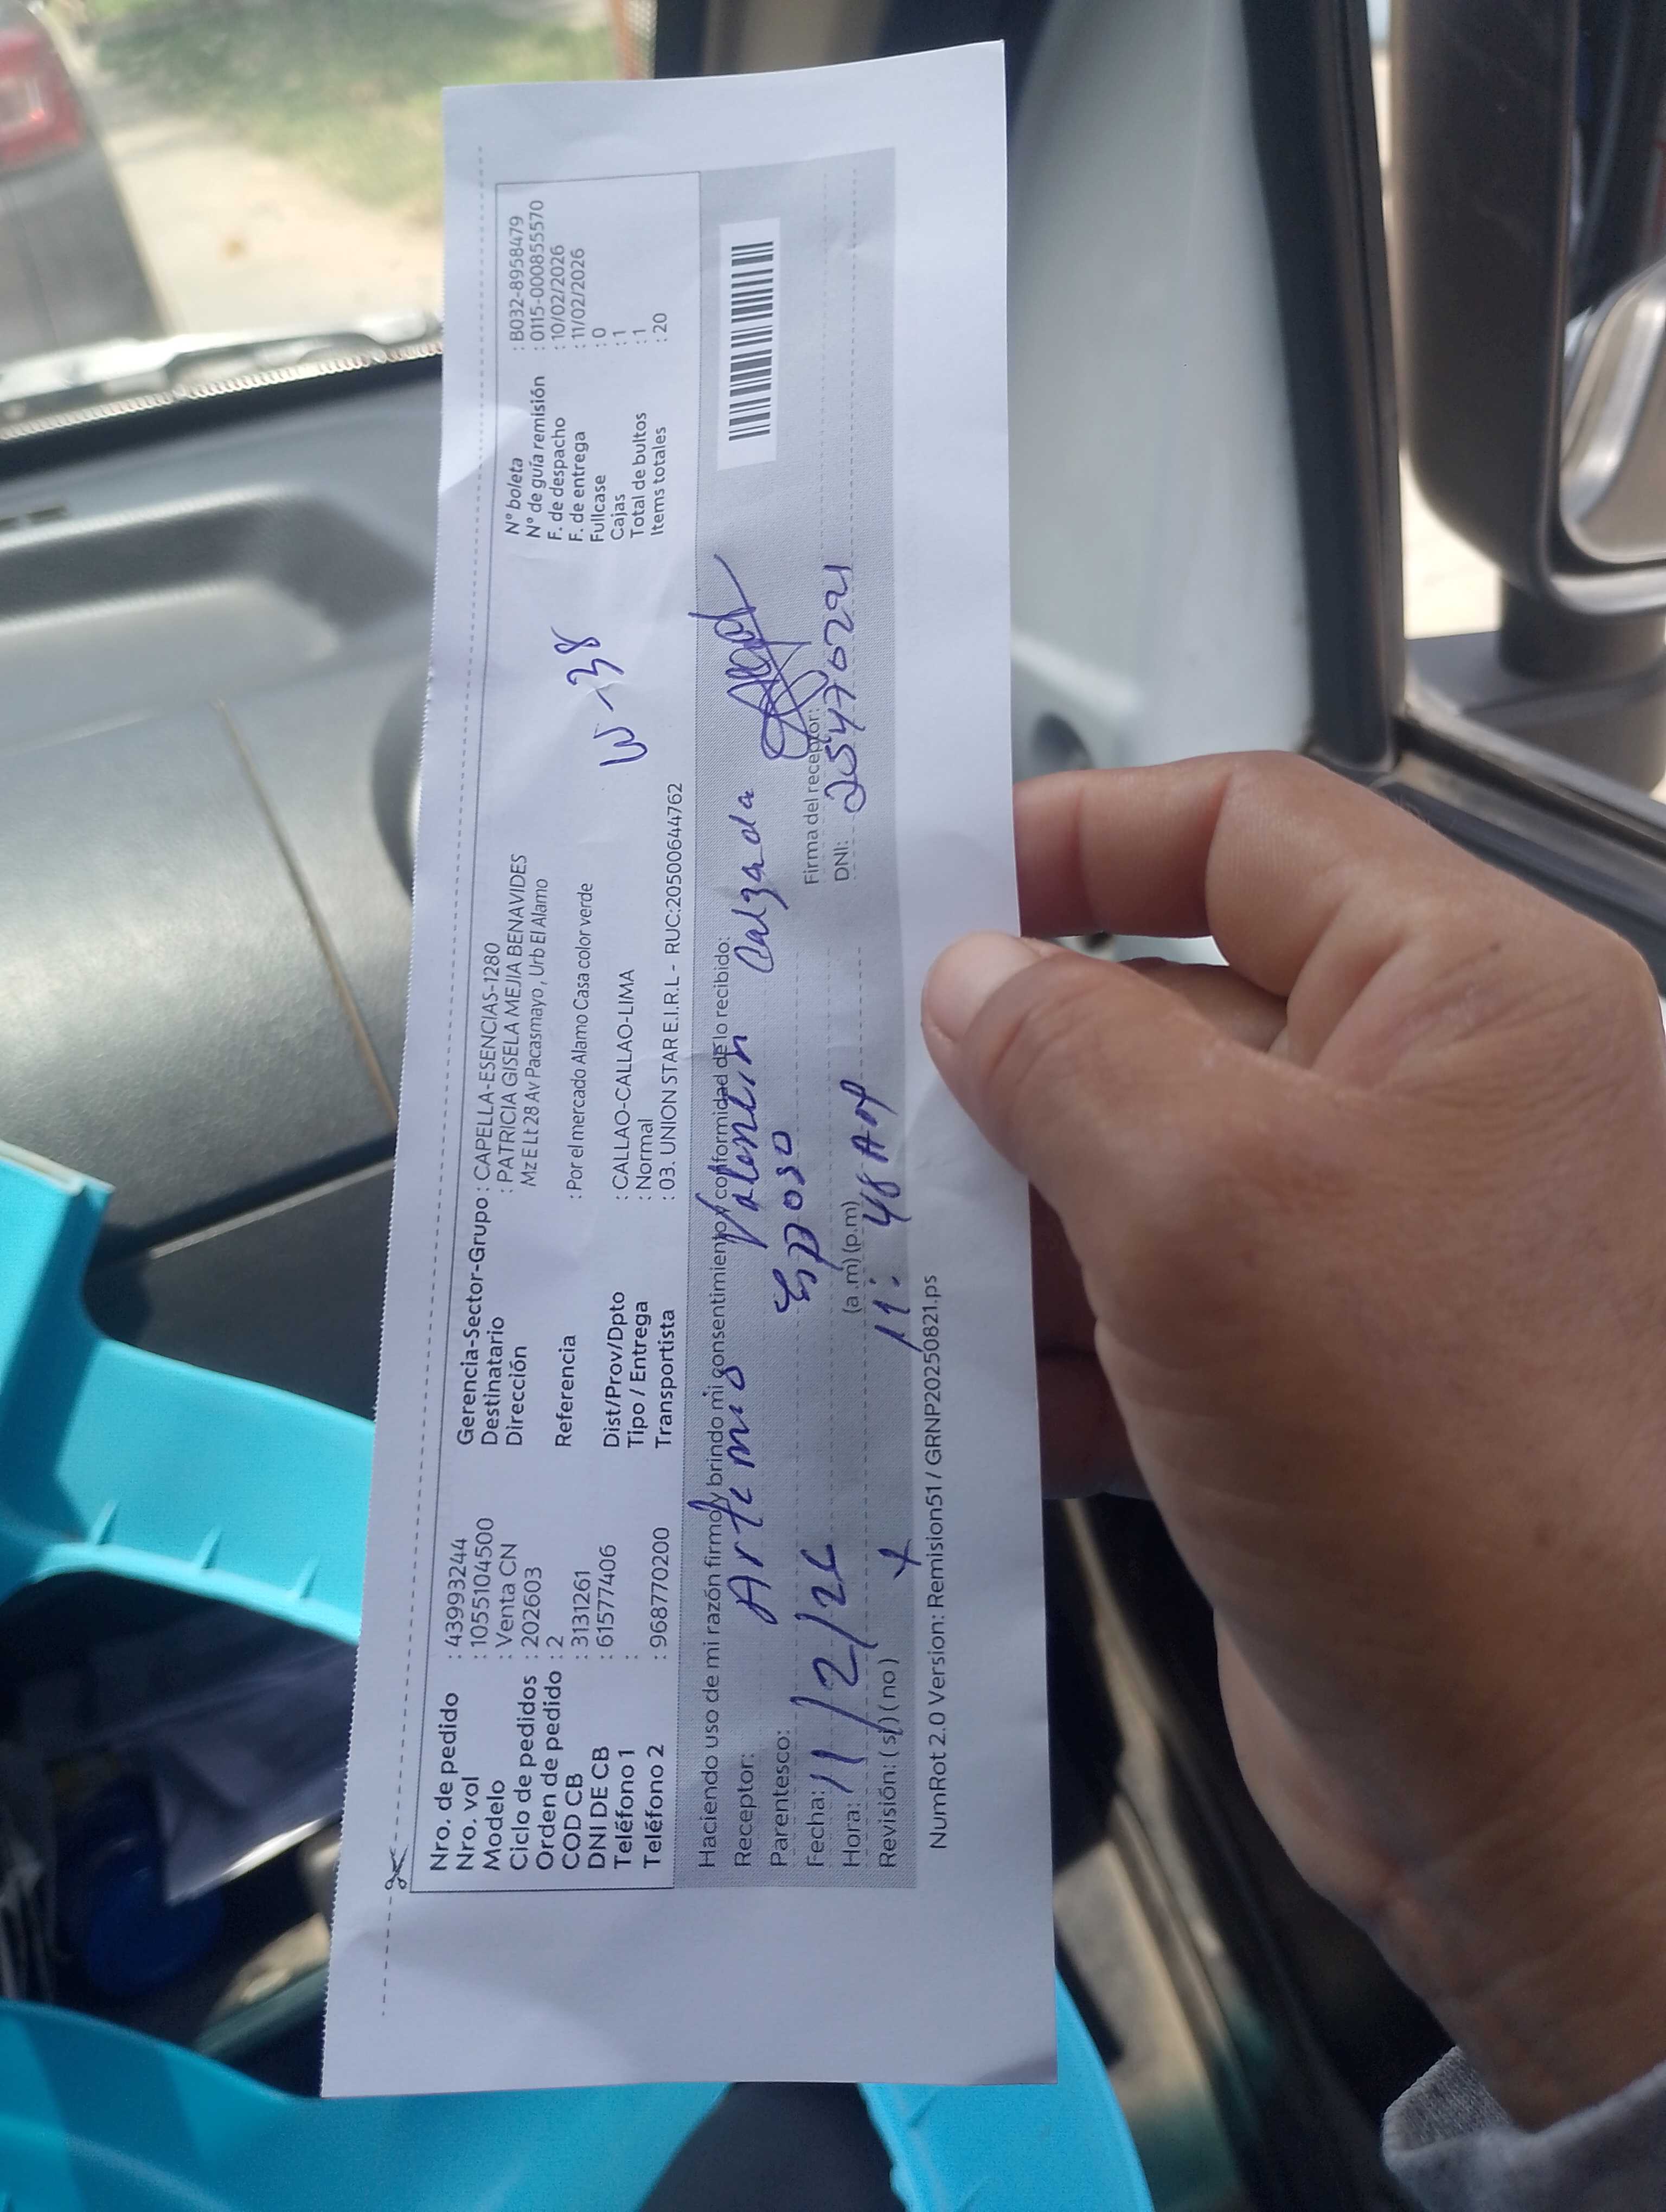 Nro. de pedido : 43993244
Nro. vol : 1055104500
Modelo : Venta CN
Ciclo de pedidos : 202603
Orden de pedido : 2
COD CB : 3131261
DNI DE CB : 61577406
Teléfono 1 :
Teléfono 2 : 968770200
Gerencia-Sector-Grupo : CAPELLA-ESENCIAS-1280
Destinatario : PATRICIA GISELA MEJIA BENAVIDES
Dirección Mz E Lt 28 Av Pacasmayo , Urb El Alamo
Referencia : Por el mercado Alamo Casa color verde
Dist/Prov/Dpto : CALLAO-CALLAO-LIMA
Tipo / Entrega : Normal
Transportista : 03. UNION STAR E.I.R.L - RUC:20500644762
W-38
N° boleta : B032-8958479
N° de guía remisión : 0115-000855570
F. de despacho : 10/02/2026
F. de entrega : 11/02/2026
Fullcase : 0
Cajas : 1
Total de bultos : 1
Items totales : 20
Haciendo uso de mi razón firmo y brindo mi consentimiento y conformidad de lo recibido:
Receptor: Artemio Valentin Calzada
Parentesco: Esposo
Firma del receptor:
Fecha: 11/2/26
DNI: 25470221
Hora: (a .m) (p.m) 11:48 AM
Revisión: ( si ) ( no ) x
NumRot 2.0 Version: Remision51 / GRNP20250821.ps